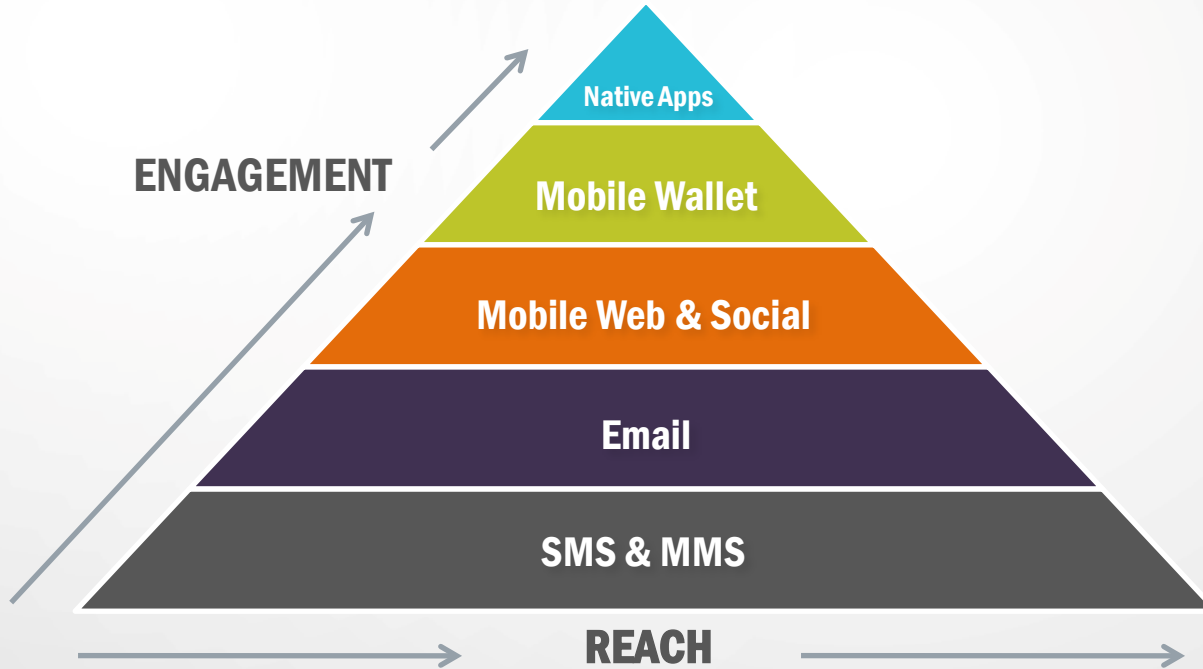 Native Apps
ENGAGEMENT
Mobile Wallet
Mobile Web & Social
Email
SMS & MMS
REACH